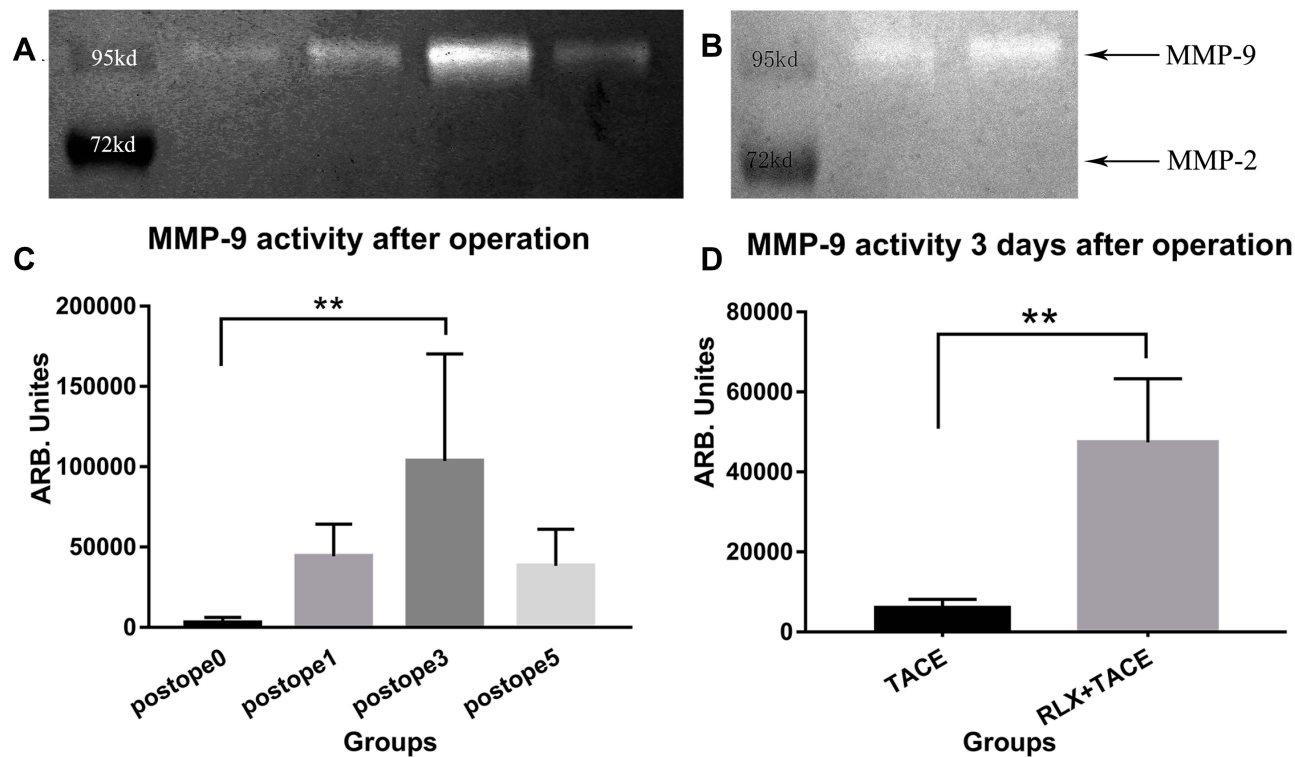 A
95kd
72kd
B
95kd
72kd
MMP-9
MMP-2
C
MMP-9 activity after operation
ARB. Unites
200000
150000
100000
50000
0
**
postope0
postope1
postope3
postope5
Groups
D
MMP-9 activity 3 days after operation
ARB. Unites
80000
60000
40000
20000
0
**
TACE
RLX+TACE
Groups